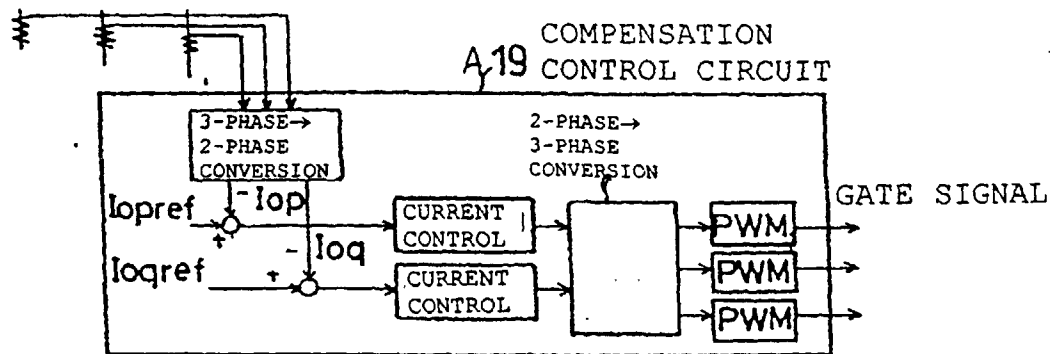 COMPENSATION
A,19 CONTROL CIRCUIT
3-PHASE→
2-PHASE
CONVERSION
2-PHASE→
3-PHASE
CONVERSION
GATE SIGNAL
Iopref
+
- Iop
CURRENT
CONTROL
PWM
Ioqref
+
- Ioq
CURRENT
CONTROL
PWM
PWM